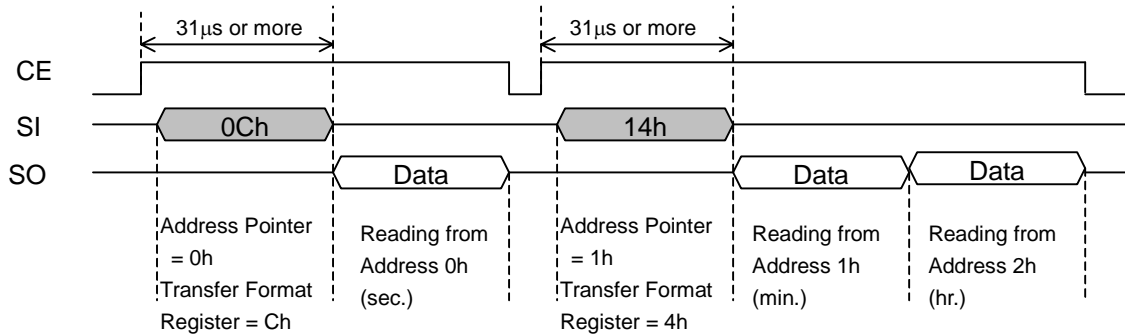 31μs or more 31μs or more
CE
SI 0Ch 14h
SO Data Data Data
Address Pointer
= 0h
Transfer Format
Register = Ch
Reading from
Address 0h
(sec.)
Address Pointer
= 1h
Transfer Format
Register = 4h
Reading from
Address 1h
(min.)
Reading from
Address 2h
(hr.)